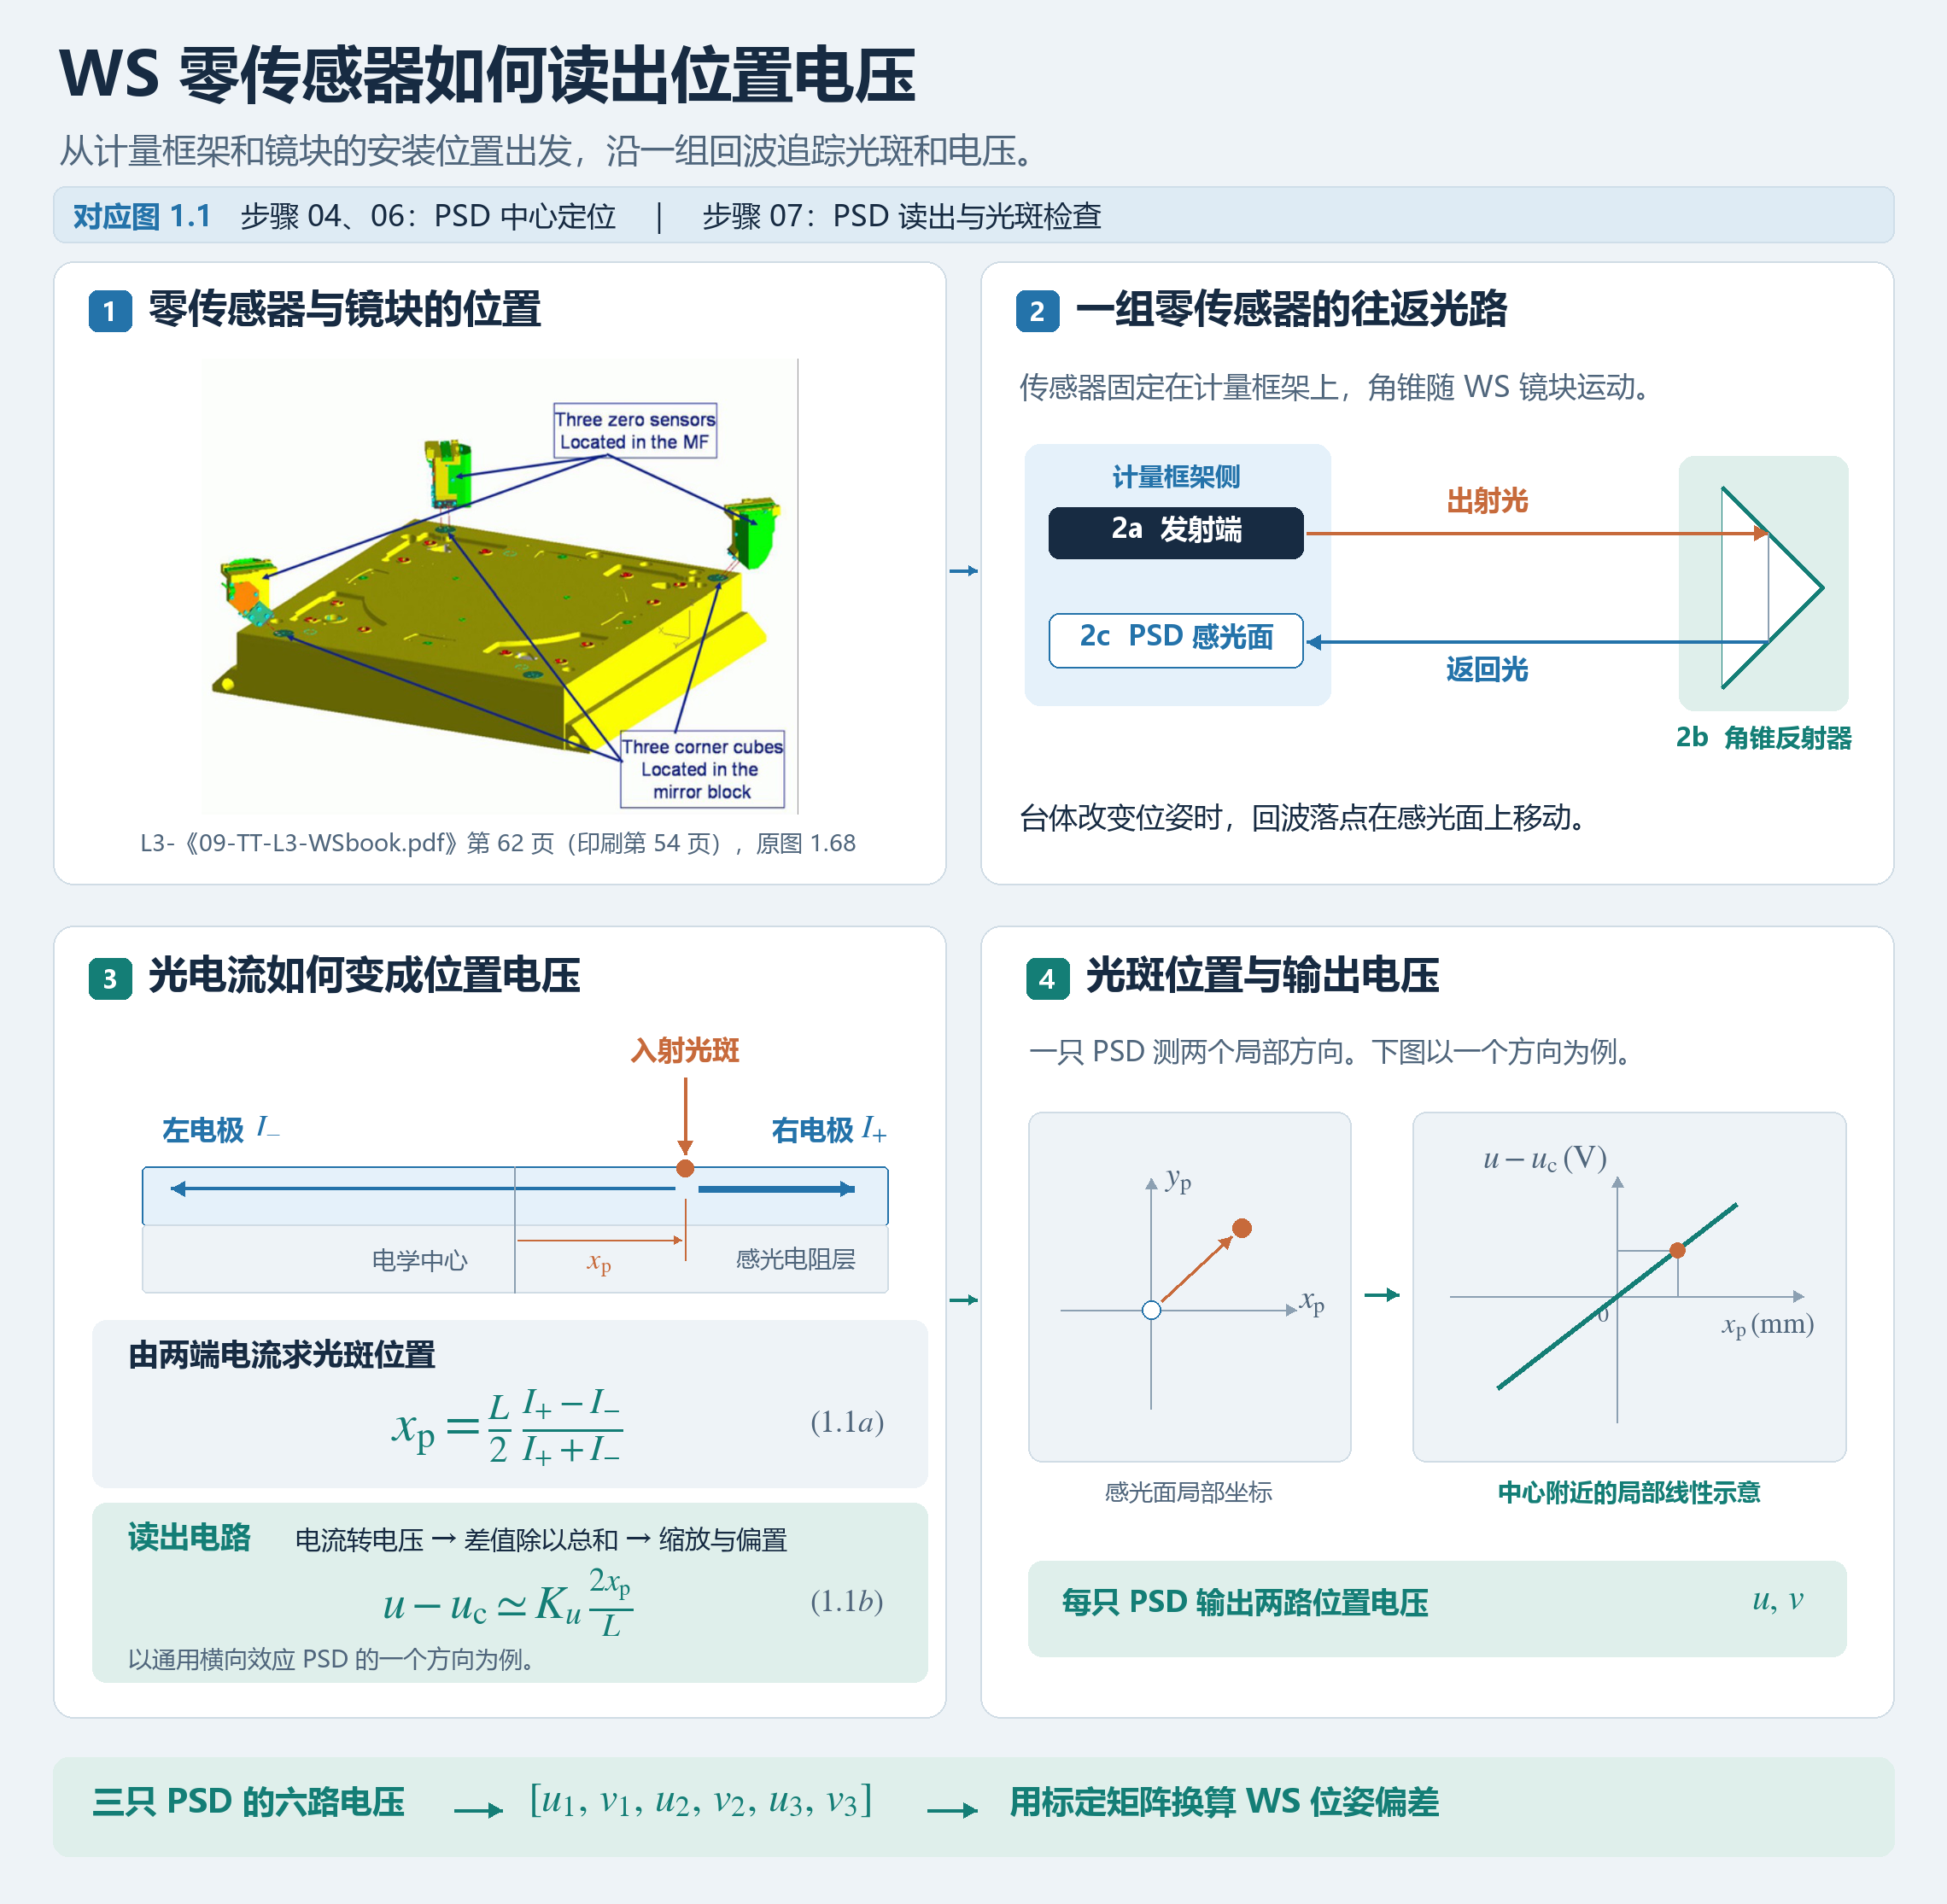 WS 零传感器如何读出位置电压
从计量框架和镜块的安装位置出发，沿一组回波追踪光斑和电压。
对应图 1.1 步骤 04、06：PSD 中心定位 | 步骤 07：PSD 读出与光斑检查
1 零传感器与镜块的位置
Three zero sensors
Located in the MF
Three corner cubes
Located in the
mirror block
L3-《09-TT-L3-WSbook.pdf》第 62 页（印刷第 54 页），原图 1.68
2 一组零传感器的往返光路
传感器固定在计量框架上，角锥随 WS 镜块运动。
计量框架侧
2a 发射端
出射光
2c PSD 感光面
返回光
2b 角锥反射器
台体改变位姿时，回波落点在感光面上移动。
3 光电流如何变成位置电压
入射光斑
左电极 I₋
右电极 I₊
电学中心
xₚ
感光电阻层
由两端电流求光斑位置
xₚ = L/2 (I₊ − I₋)/(I₊ + I₋) (1.1a)
读出电路 电流转电压 → 差值除以总和 → 缩放与偏置
u − u_c ≃ K_u 2xₚ/L (1.1b)
以通用横向效应 PSD 的一个方向为例。
4 光斑位置与输出电压
一只 PSD 测两个局部方向。下图以一个方向为例。
yₚ
xₚ
感光面局部坐标
u − u_c (V)
0
xₚ (mm)
中心附近的局部线性示意
每只 PSD 输出两路位置电压 u, v
三只 PSD 的六路电压 → [u₁, v₁, u₂, v₂, u₃, v₃] → 用标定矩阵换算 WS 位姿偏差